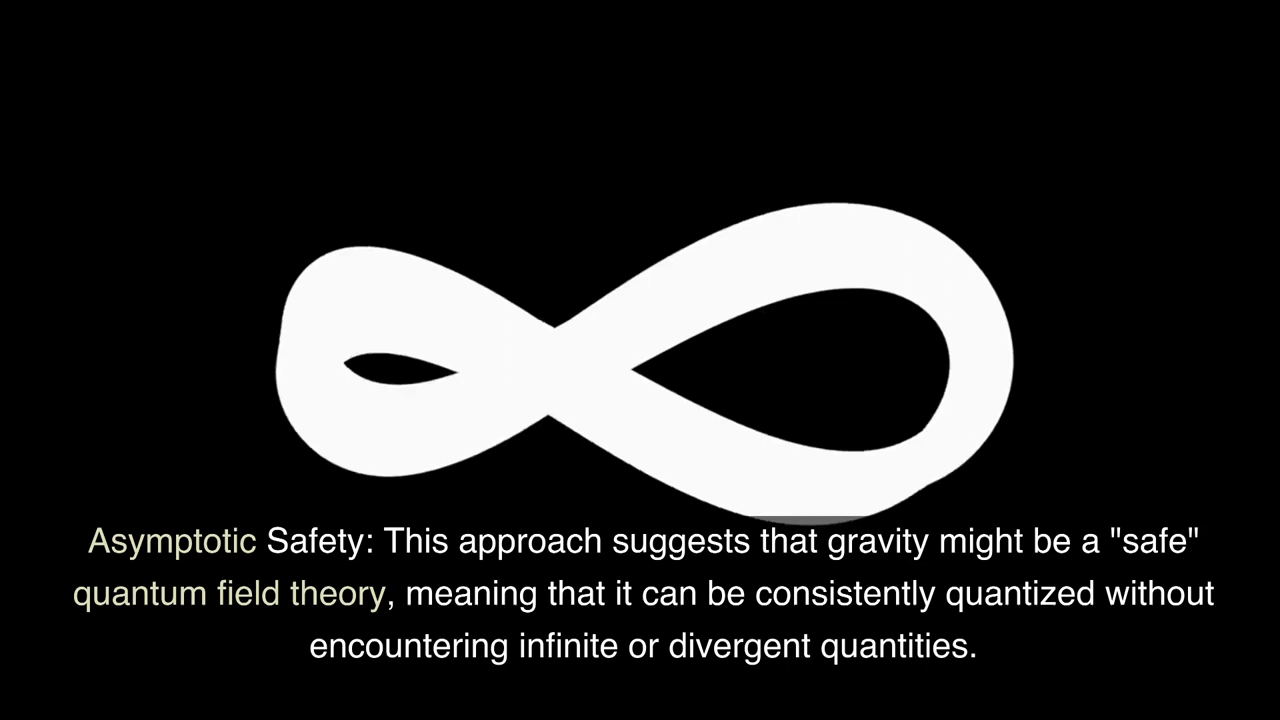 Asymptotic Safety: This approach suggests that gravity might be a "safe"
quantum field theory, meaning that it can be consistently quantized without
encountering infinite or divergent quantities.